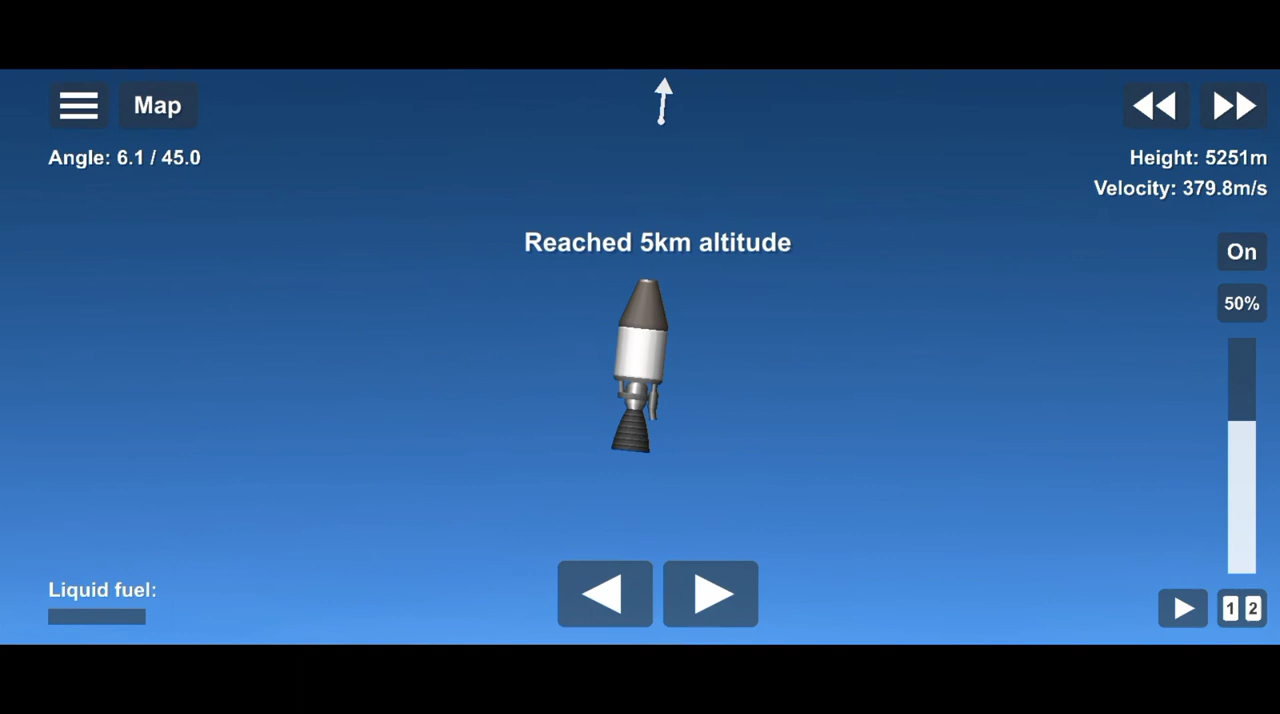 Map
Angle: 6.1 / 45.0
Height: 5251m
Velocity: 379.8m/s
Reached 5km altitude
On
50%
Liquid fuel:
1 2